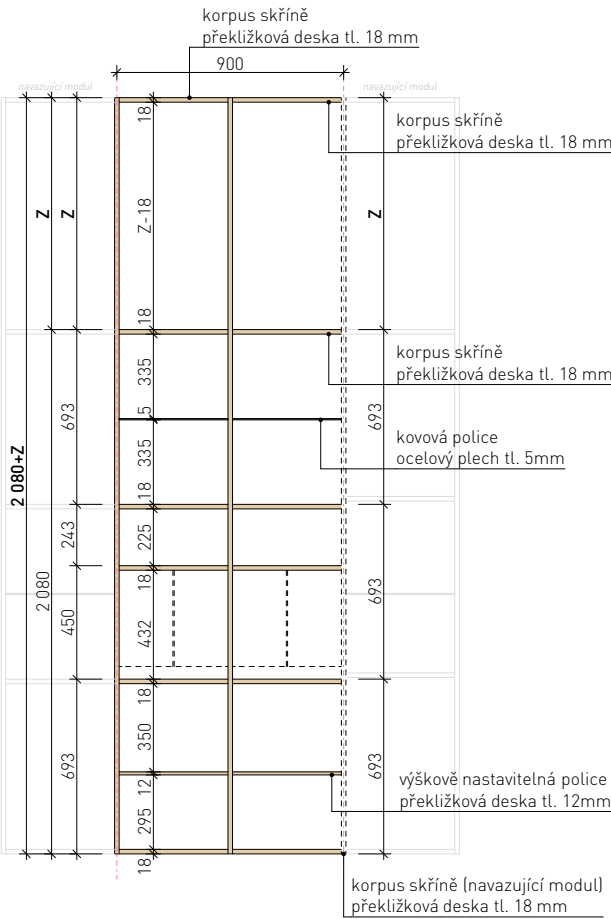 korpus skříně
překližková deska tl. 18 mm
900
navazující modul
navazující modul
18
korpus skříně
překližková deska tl. 18 mm
Z
Z
Z-18
Z
18
korpus skříně
překližková deska tl. 18 mm
335
693
5
693
kovová police
ocelový plech tl. 5mm
335
2 080+Z
18
243
225
2 080
18
693
450
432
18
350
693
693
výškově nastavitelná police
překližková deska tl. 12mm
12
295
18
korpus skříně (navazující modul)
překližková deska tl. 18 mm